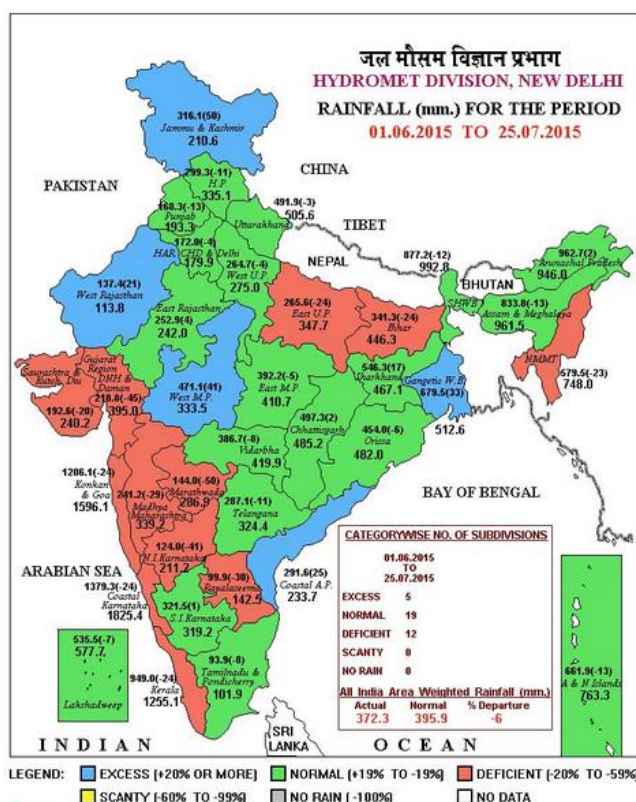 जल मौसम विज्ञान प्रभाग
HYDROMET DIVISION, NEW DELHI
RAINFALL (mm.) FOR THE PERIOD
01.06.2015 TO 25.07.2015
316.1(50)
Jammu & Kashmir
210.6
CHINA
PAKISTAN
299.3(-11)
H.P.
335.1
168.3(-13)
Punjab
193.3
491.9(-3)
505.6
Uttarakhand
TIBET
172.0(-4)
HAR. CHD & Delhi
179.9
264.7(-4)
West U.P.
275.0
NEPAL
877.2(-12)
992.8
BHUTAN
962.7(2)
Arunachal Pradesh
946.0
137.4(21)
West Rajasthan
113.8
East Rajasthan
252.9(4)
242.0
265.6(-24)
East U.P.
347.7
341.3(-24)
Bihar
446.3
SHWB
833.8(-13)
Assam & Meghalaya
961.5
NMMT
579.5(-23)
748.0
Saurashtra &
Kutch, Diu
192.6(-20)
240.2
Gujarat
Region
DNH &
Daman
218.8(-45)
395.0
471.1(41)
West M.P.
333.5
392.2(-5)
East M.P.
410.7
546.3(17)
Jharkhand
467.1
Gangetic W.B.
679.5(33)
512.6
497.3(2)
Chhattisgarh
485.2
454.0(-6)
Orissa
482.0
386.7(-8)
Vidarbha
419.9
1206.1(-24)
Konkan
& Goa
1596.1
144.0(-50)
Marathwada
286.9
241.2(-29)
Madhya
Maharashtra
339.2
287.1(-11)
Telangana
324.4
BAY OF BENGAL
124.0(-41)
N.I.Karnataka
211.2
ARABIAN SEA
1379.3(-24)
Coastal
Karnataka
1825.4
99.9(-30)
Rayalaseema
142.5
291.6(25)
Coastal A.P.
233.7
321.5(1)
S.I.Karnataka
319.2
535.5(-7)
577.7
Lakshadweep
949.0(-24)
Kerala
1255.1
93.9(-8)
Tamilnadu &
Pondicherry
101.9
661.9(-13)
A & N Islands
763.3
CATEGORYWISE NO. OF SUBDIVISIONS
01.06.2015
TO
25.07.2015
EXCESS 5
NORMAL 19
DEFICIENT 12
SCANTY 0
NO RAIN 0
All India Area Weighted Rainfall (mm.)
Actual Normal % Departure
372.3 395.9 -6
SRI
LANKA
INDIAN OCEAN
LEGEND: EXCESS (+20% OR MORE) NORMAL (+19% TO -19%) DEFICIENT (-20% TO -59%)
SCANTY (-60% TO -99%) NO RAIN (-100%) NO DATA